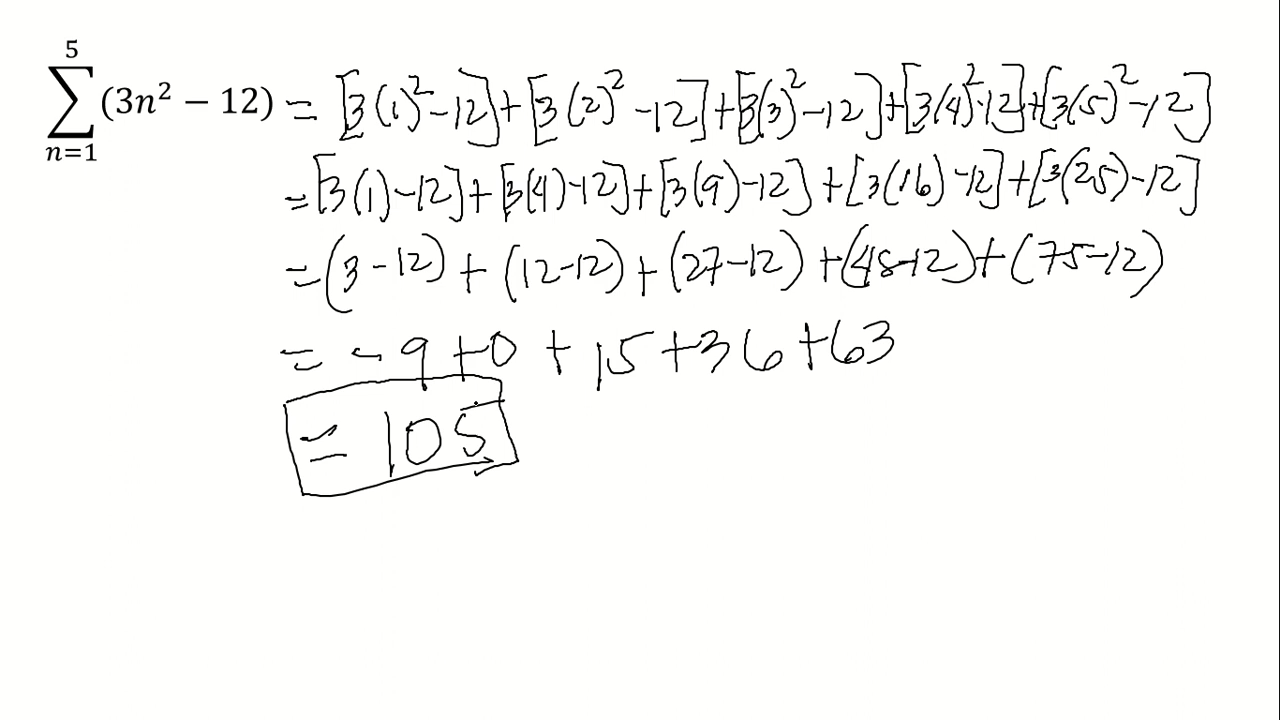 5
∑ (3n² − 12) = [3(1)² − 12] + [3(2)² − 12] + [3(3)² − 12] + [3(4)² − 12] + [3(5)² − 12]
n=1
= [3(1) − 12] + [3(4) − 12] + [3(9) − 12] + [3(16) − 12] + [3(25) − 12]
= (3 − 12) + (12 − 12) + (27 − 12) + (48 − 12) + (75 − 12)
= − 9 + 0 + 15 + 36 + 63
= 105